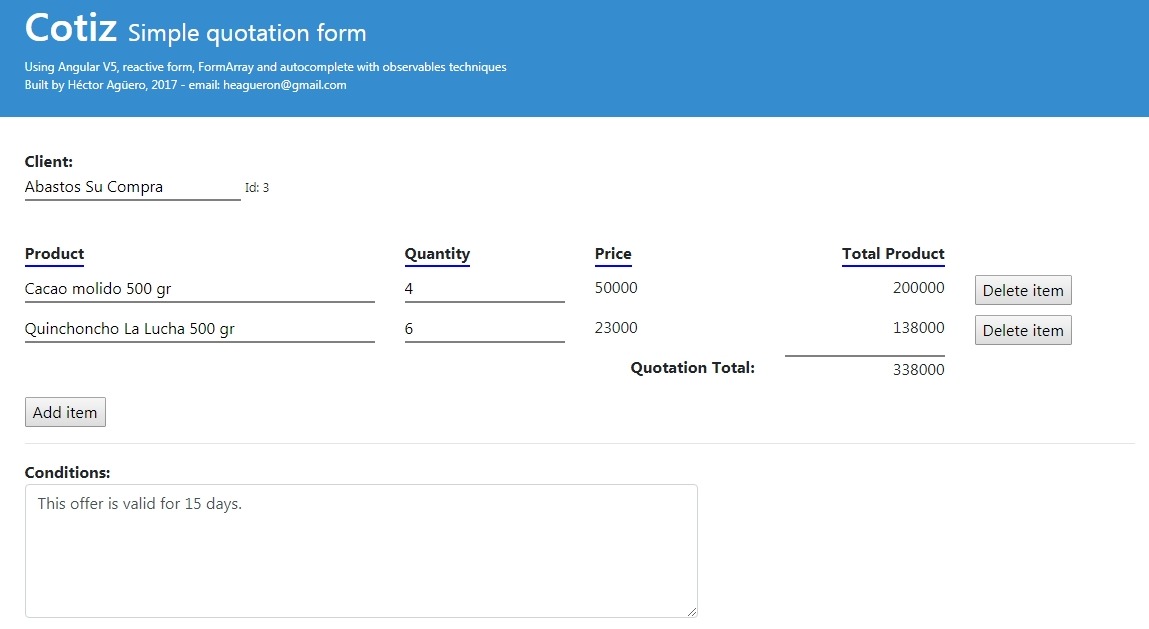 Cotiz Simple quotation form
Using Angular V5, reactive form, FormArray and autocomplete with observables techniques
Built by Héctor Agüero, 2017 - email: heagueron@gmail.com
Client:
Abastos Su Compra Id: 3
Product Quantity Price Total Product
Cacao molido 500 gr 4 50000 200000 Delete item
Quinchoncho La Lucha 500 gr 6 23000 138000 Delete item
Quotation Total: 338000
Add item
Conditions:
This offer is valid for 15 days.